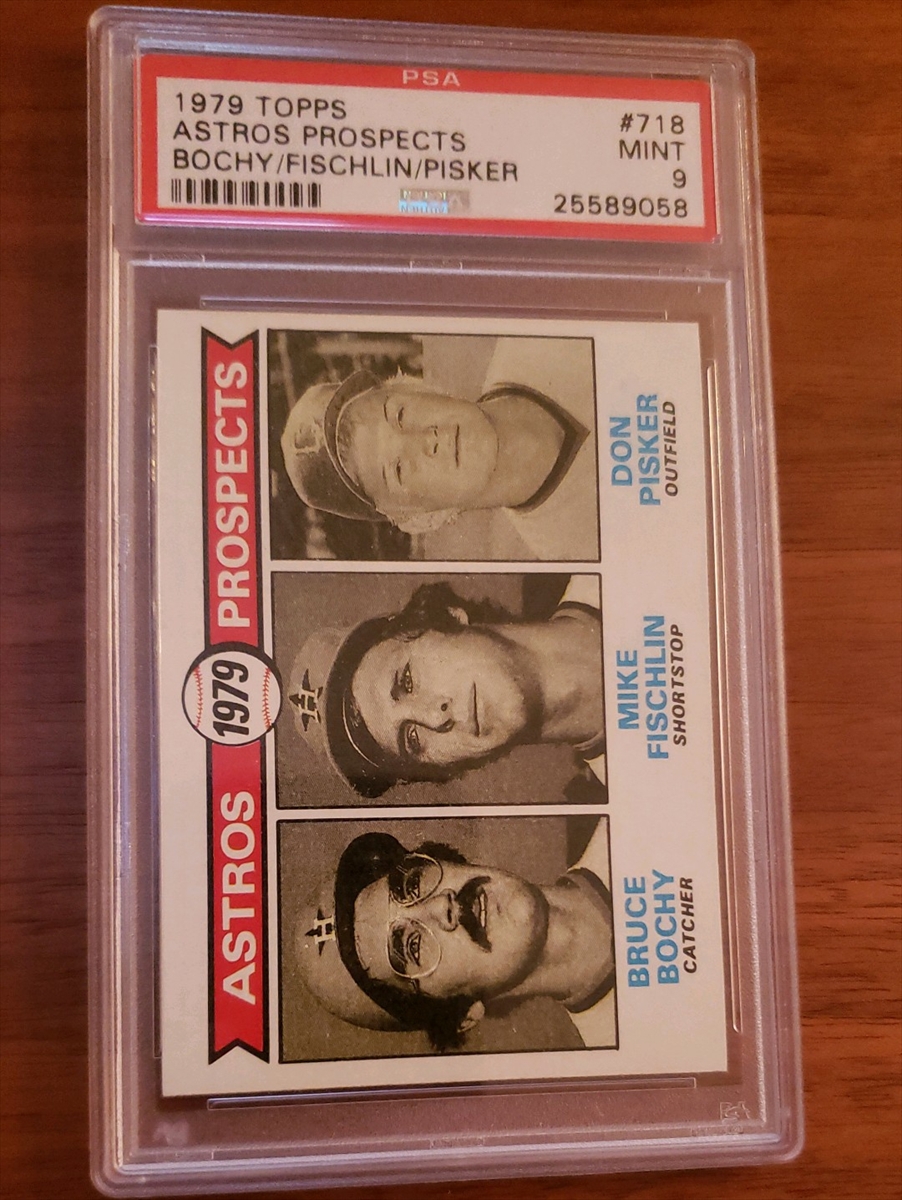 PSA
1979 TOPPS #718
ASTROS PROSPECTS MINT
BOCHY/FISCHLIN/PISKER 9
25589058
ASTROS 1979 PROSPECTS
H
H
BRUCE
BOCHY
CATCHER
MIKE
FISCHLIN
SHORTSTOP
DON
PISKER
OUTFIELD